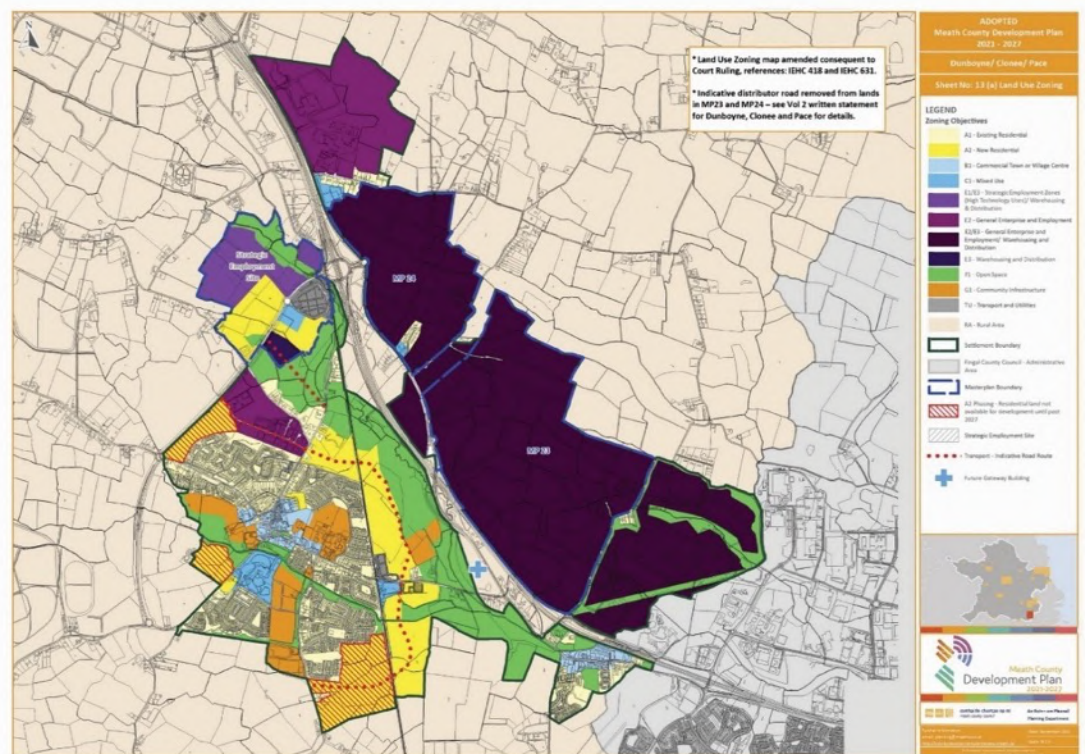 N
* Land Use Zoning map amended consequent to
Court Ruling, references: IEHC 418 and IEHC 631.
* Indicative distributor road removed from lands
in MP23 and MP24 – see Vol 2 written statement
for Dunboyne, Clonee and Pace for details.
Strategic
Employment
Site
MP 24
MP 23
ADOPTED
Meath County Development Plan
2021 - 2027
Dunboyne/ Clonee/ Pace
Sheet No: 13 (a) Land Use Zoning
LEGEND
Zoning Objectives
A1 - Existing Residential
A2 - New Residential
B1 - Commercial Town or Village Centre
C1 - Mixed Use
E1/E3 - Strategic Employment Zones
(High Technology Uses)/ Warehousing
& Distribution
E2 - General Enterprise and Employment
E2/E3 - General Enterprise and
Employment/ Warehousing and
Distribution
E3 - Warehousing and Distribution
F1 - Open Space
G1 - Community Infrastructure
TU - Transport and Utilities
RA - Rural Area
Settlement Boundary
Fingal County Council - Administrative
Area
Masterplan Boundary
A2 Phasing - Residential land not
available for development until post
2027
Strategic Employment Site
Transport - Indicative Road Route
Future Gateway Building
Meath County
Development Plan
2021-2027
Planning Department